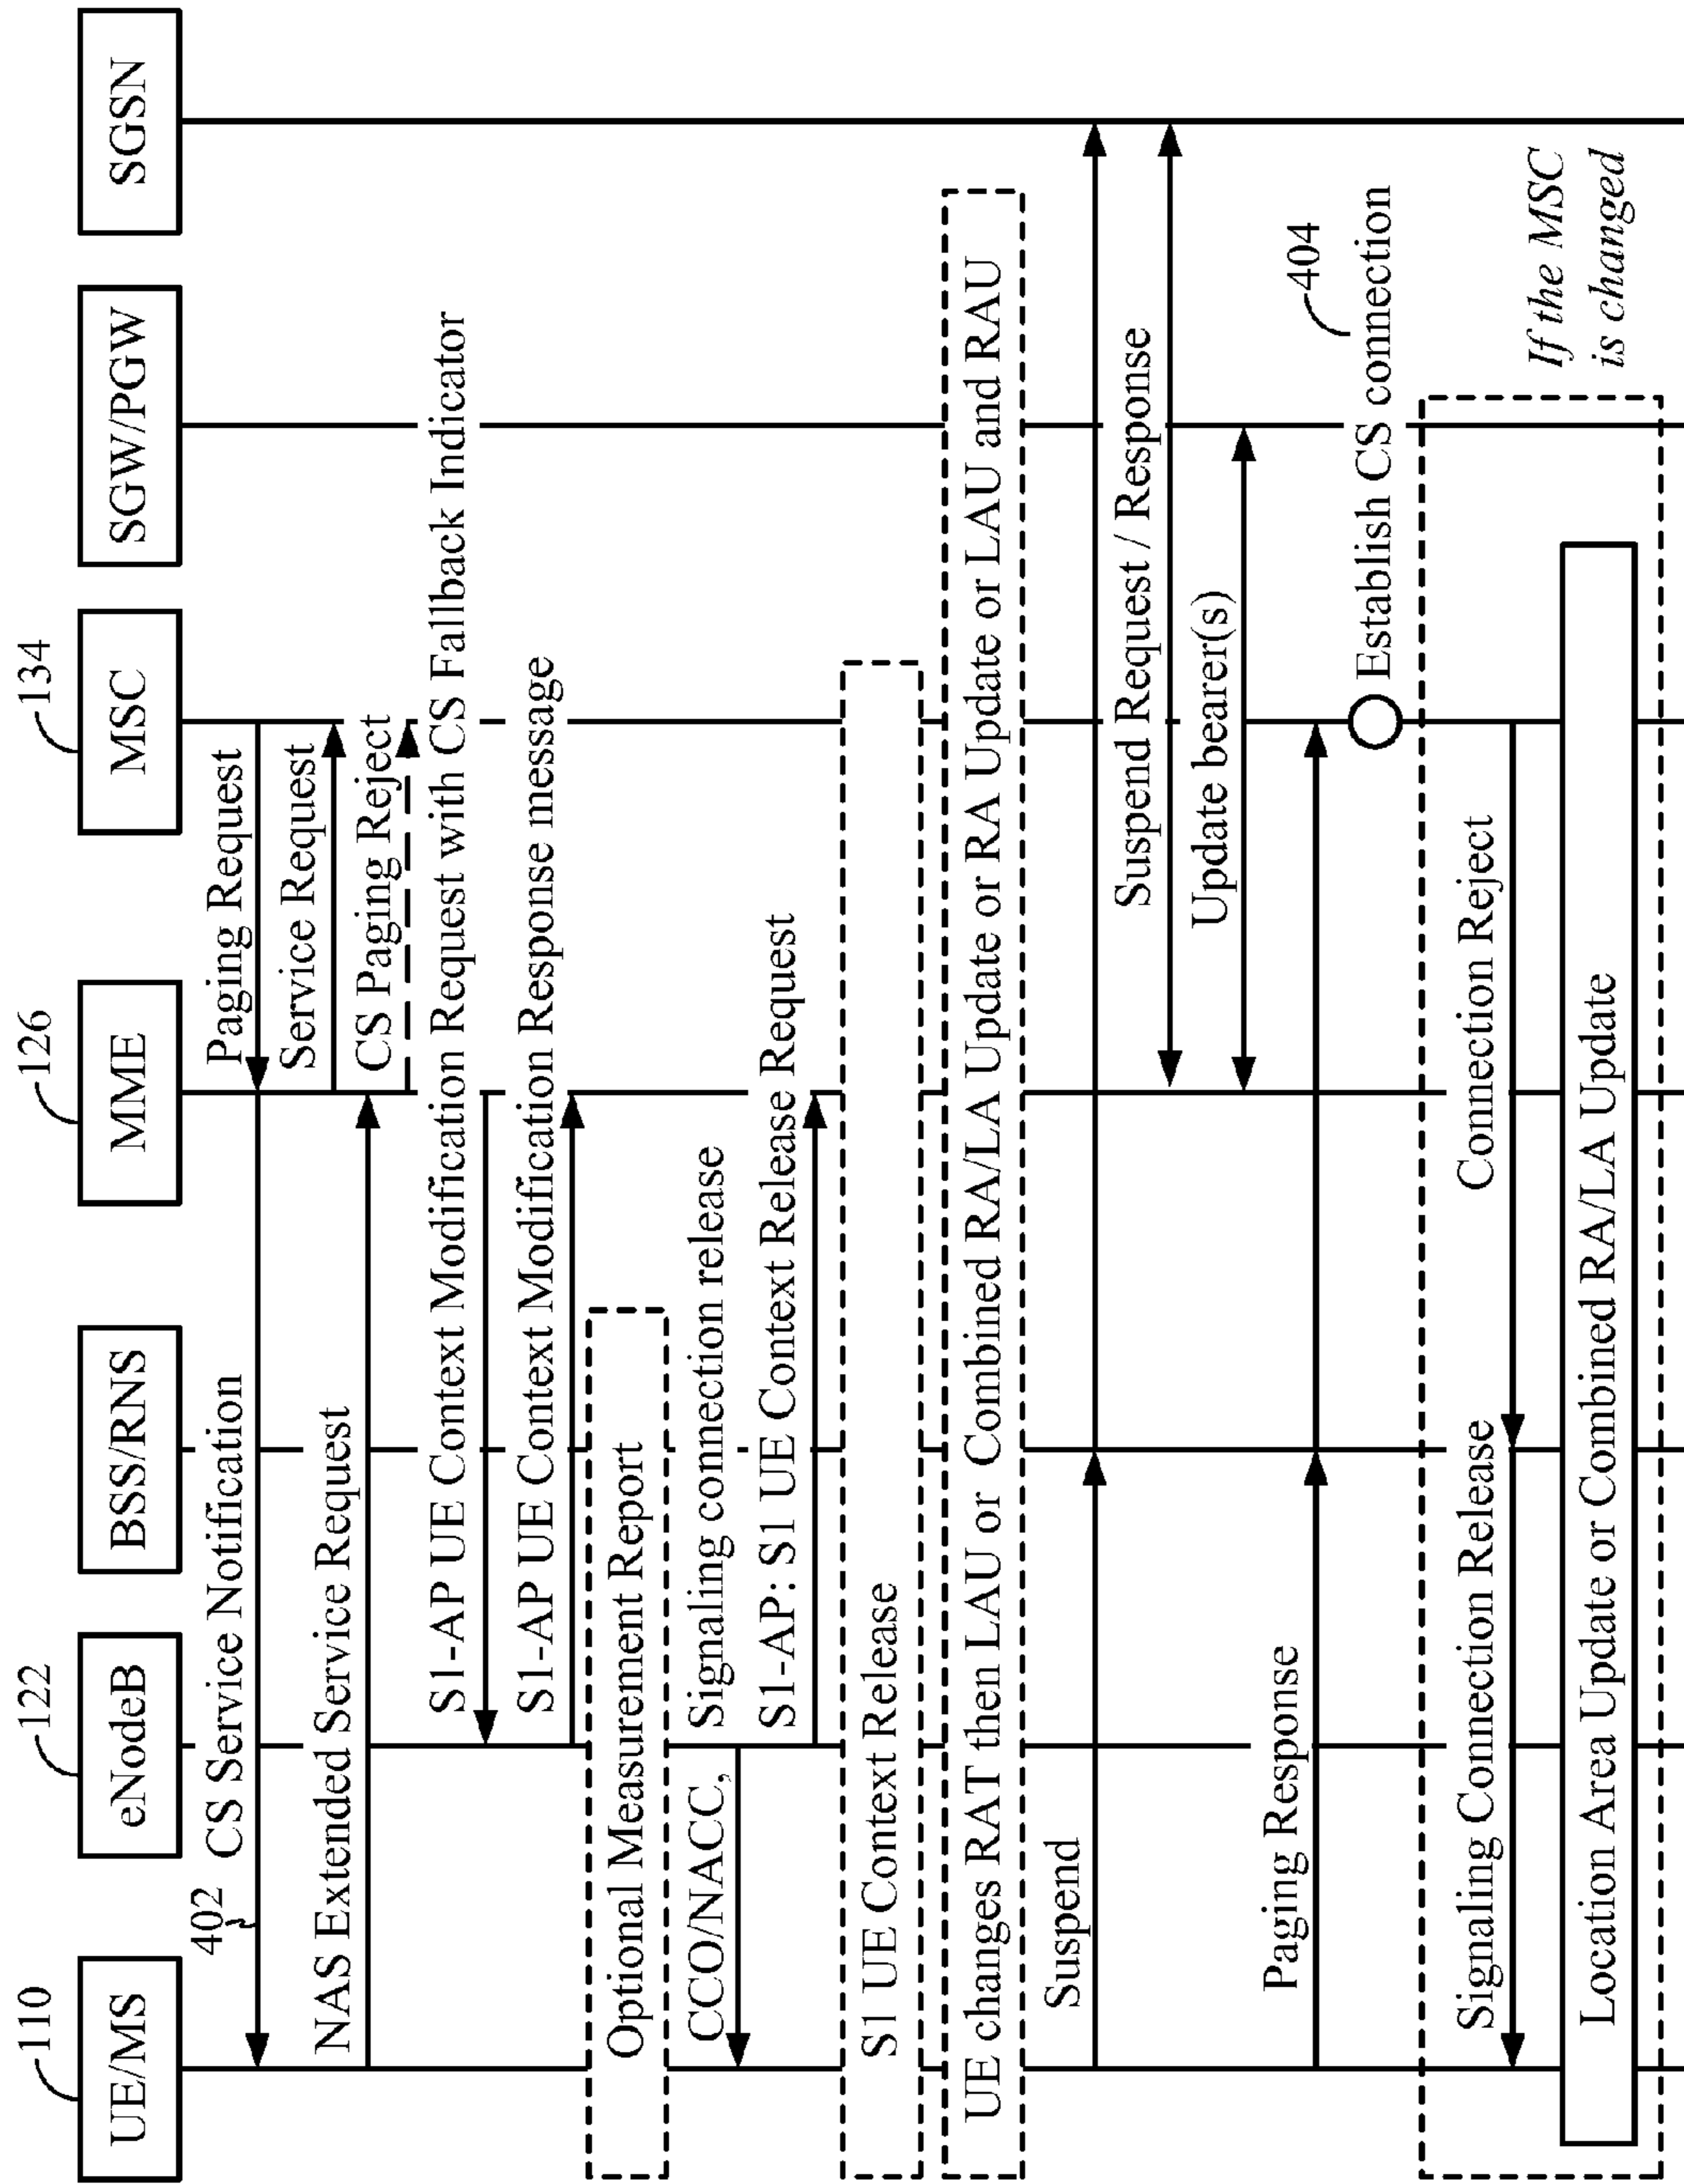 110
122
126
134
UE/MS
eNodeB
BSS/RNS
MME
MSC
SGW/PGW
SGSN
Paging Request
402
CS Service Notification
Service Request
NAS Extended Service Request
CS Paging Reject
S1-AP UE Context Modification Request with CS Fallback Indicator
S1-AP UE Context Modification Response message
Optional Measurement Report
CCO/NACC,
Signaling connection release
S1-AP: S1 UE Context Release Request
S1 UE Context Release
UE changes RAT then LAU or Combined RA/LA Update or RA Update or LAU and RAU
Suspend
Suspend Request / Response
Update bearer(s)
Paging Response
404
Establish CS connection
Signaling Connection Release
Connection Reject
If the MSC
is changed
Location Area Update or Combined RA/LA Update